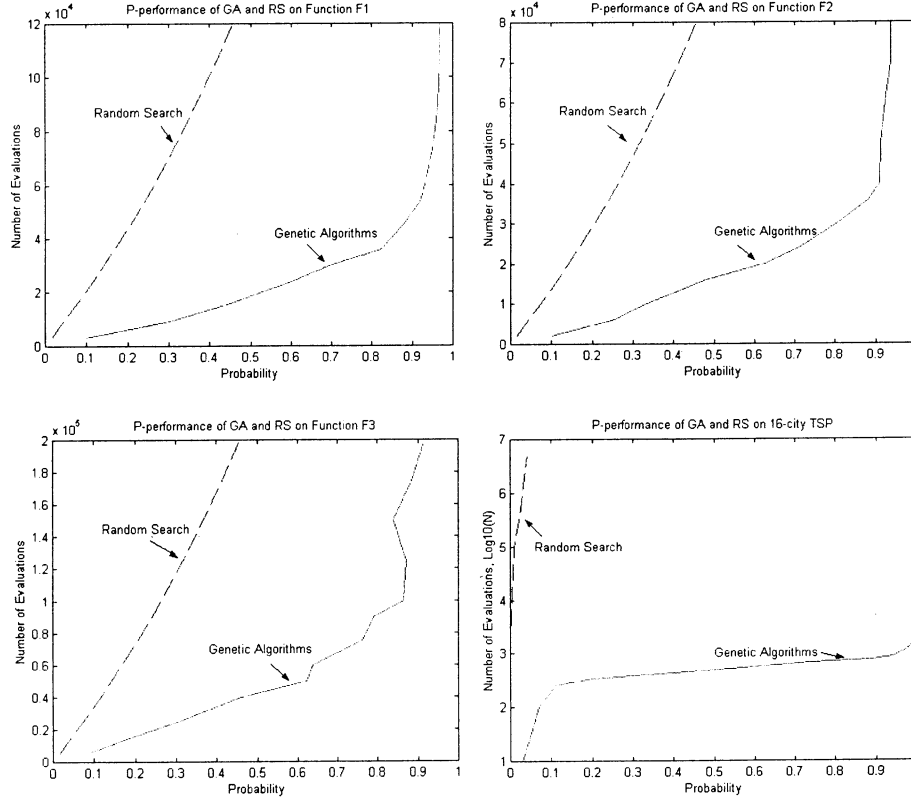 P-performance of GA and RS on Function F1
x 10^4
12
10
8
6
4
2
0
Number of Evaluations
Random Search
Genetic Algorithms
0 0.1 0.2 0.3 0.4 0.5 0.6 0.7 0.8 0.9 1
Probability
P-performance of GA and RS on Function F2
x 10^4
8
7
6
5
4
3
2
1
0
Number of Evaluations
Random Search
Genetic Algorithms
0 0.1 0.2 0.3 0.4 0.5 0.6 0.7 0.8 0.9
Probability
P-performance of GA and RS on Function F3
x 10^5
2
1.8
1.6
1.4
1.2
1
0.8
0.6
0.4
0.2
0
Number of Evaluations
Random Search
Genetic Algorithms
0 0.1 0.2 0.3 0.4 0.5 0.6 0.7 0.8 0.9 1
Probability
P-performance of GA and RS on 16-city TSP
7
6
5
4
3
2
1
Number of Evaluations, Log10(N)
Random Search
Genetic Algorithms
0 0.1 0.2 0.3 0.4 0.5 0.6 0.7 0.8 0.9
Probability